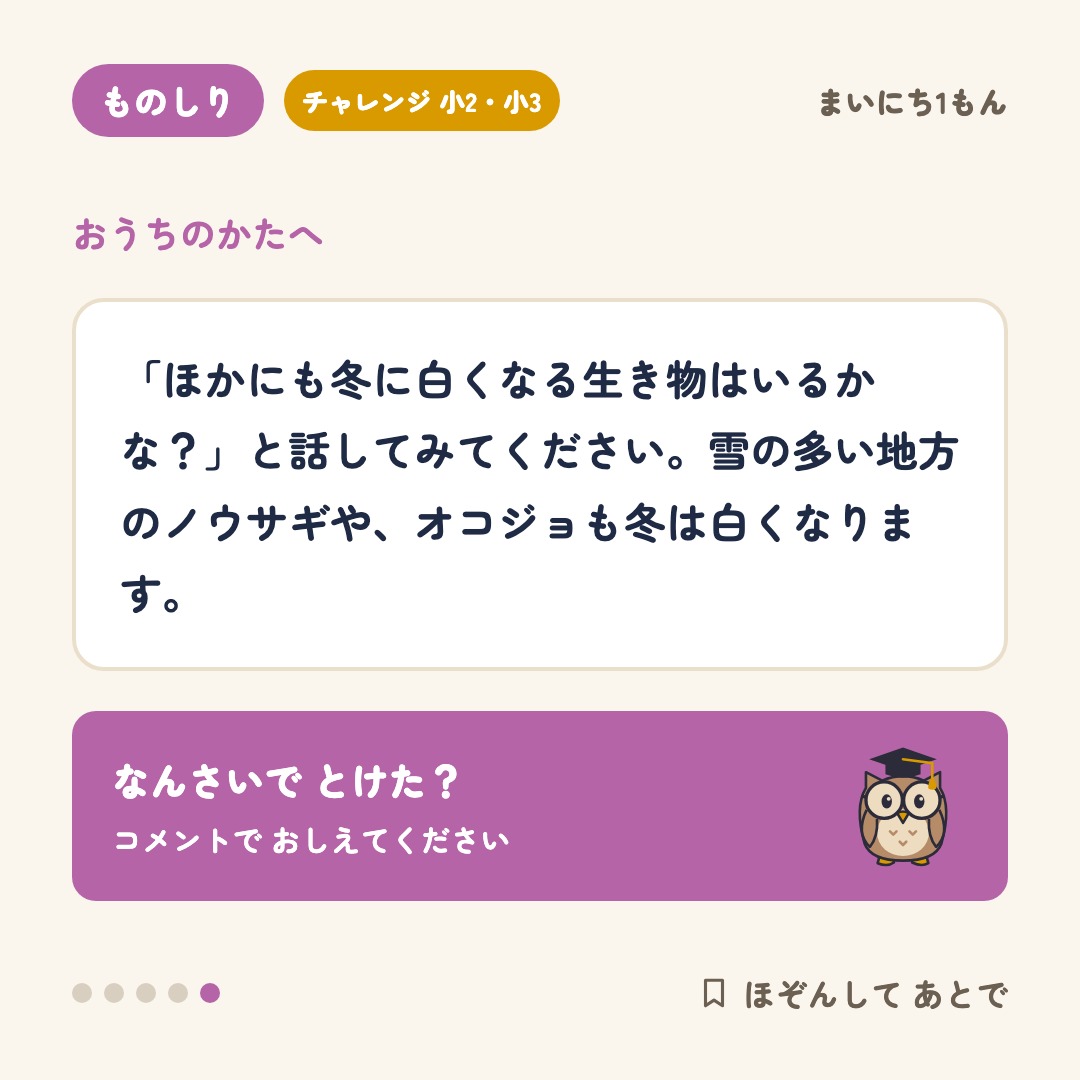 ものしり
チャレンジ 小2・小3
まいにち1もん
おうちのかたへ
「ほかにも冬に白くなる生き物はいるか
な？」と話してみてください。雪の多い地方
のノウサギや、オコジョも冬は白くなりま
す。
なんさいで とけた？
コメントで おしえてください
ほぞんして あとで